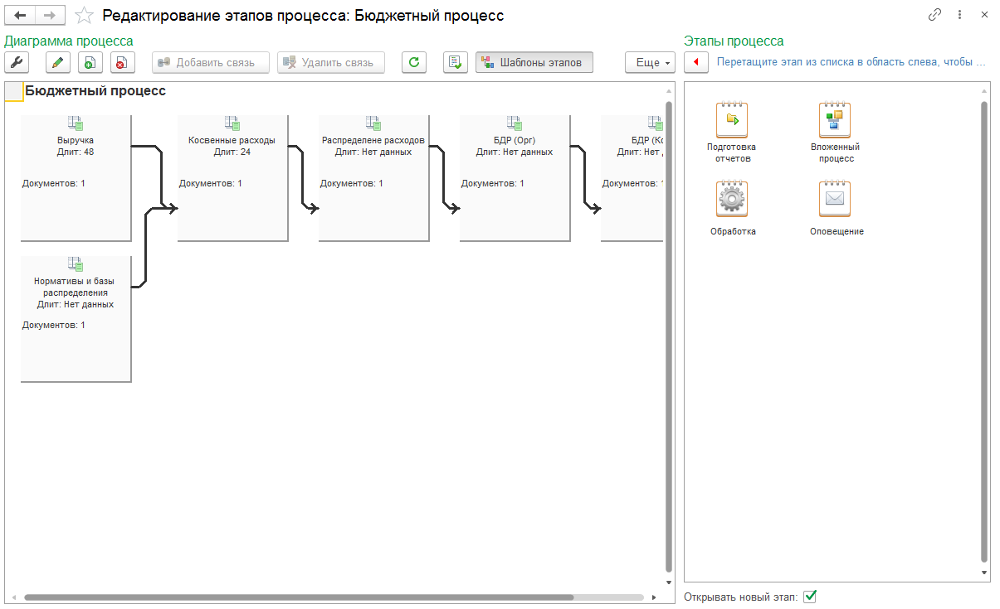 Редактирование этапов процесса: Бюджетный процесс
Диаграмма процесса
Добавить связь
Удалить связь
Шаблоны этапов
Еще
Бюджетный процесс
Выручка
Длит: 48
Документов: 1
Косвенные расходы
Длит: 24
Документов: 1
Распределене расходов
Длит: Нет данных
Документов: 1
БДР (Орг)
Длит: Нет данных
Документов: 1
БДР (Ко
Длит: Нет
Документов: 1
Нормативы и базы
распределения
Длит: Нет данных
Документов: 1
Этапы процесса
Перетащите этап из списка в область слева, чтобы ...
Подготовка
отчетов
Вложенный
процесс
Обработка
Оповещение
Открывать новый этап: